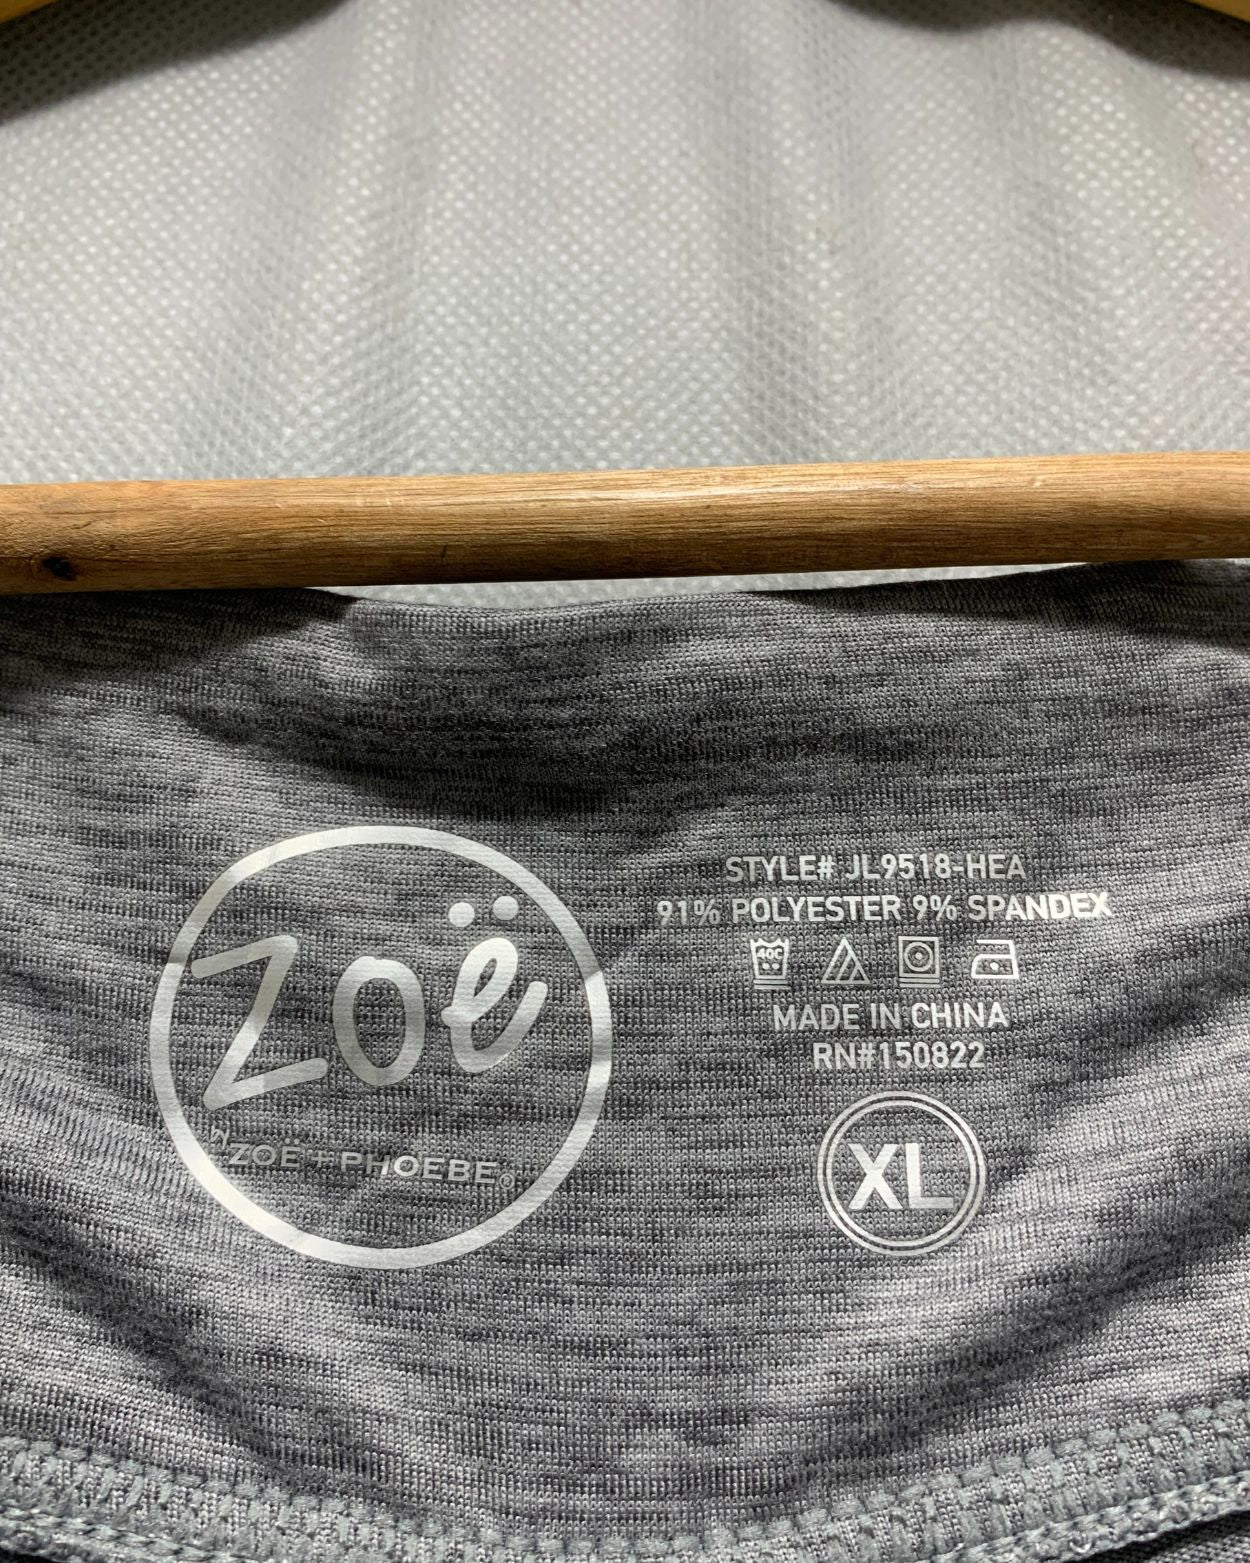 Zoë
ZOË + PHOEBE®
STYLE# JL9518-HEA
91% POLYESTER 9% SPANDEX
40C
MADE IN CHINA
RN#150822
XL